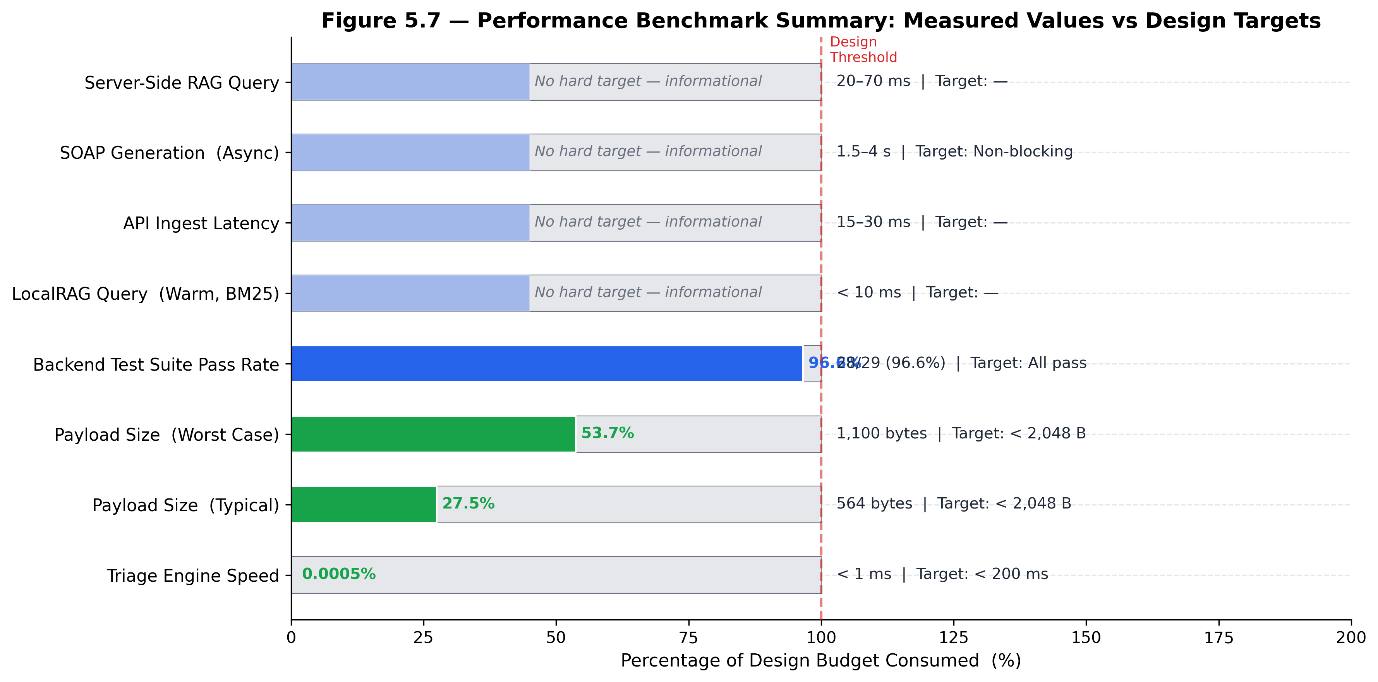 Figure 5.7 — Performance Benchmark Summary: Measured Values vs Design Targets
Design
Threshold
Server-Side RAG Query No hard target — informational 20–70 ms | Target: —
SOAP Generation (Async) No hard target — informational 1.5–4 s | Target: Non-blocking
API Ingest Latency No hard target — informational 15–30 ms | Target: —
LocalRAG Query (Warm, BM25) No hard target — informational < 10 ms | Target: —
Backend Test Suite Pass Rate 96.6% 28/29 (96.6%) | Target: All pass
Payload Size (Worst Case) 53.7% 1,100 bytes | Target: < 2,048 B
Payload Size (Typical) 27.5% 564 bytes | Target: < 2,048 B
Triage Engine Speed 0.0005% < 1 ms | Target: < 200 ms
0 25 50 75 100 125 150 175 200
Percentage of Design Budget Consumed (%)